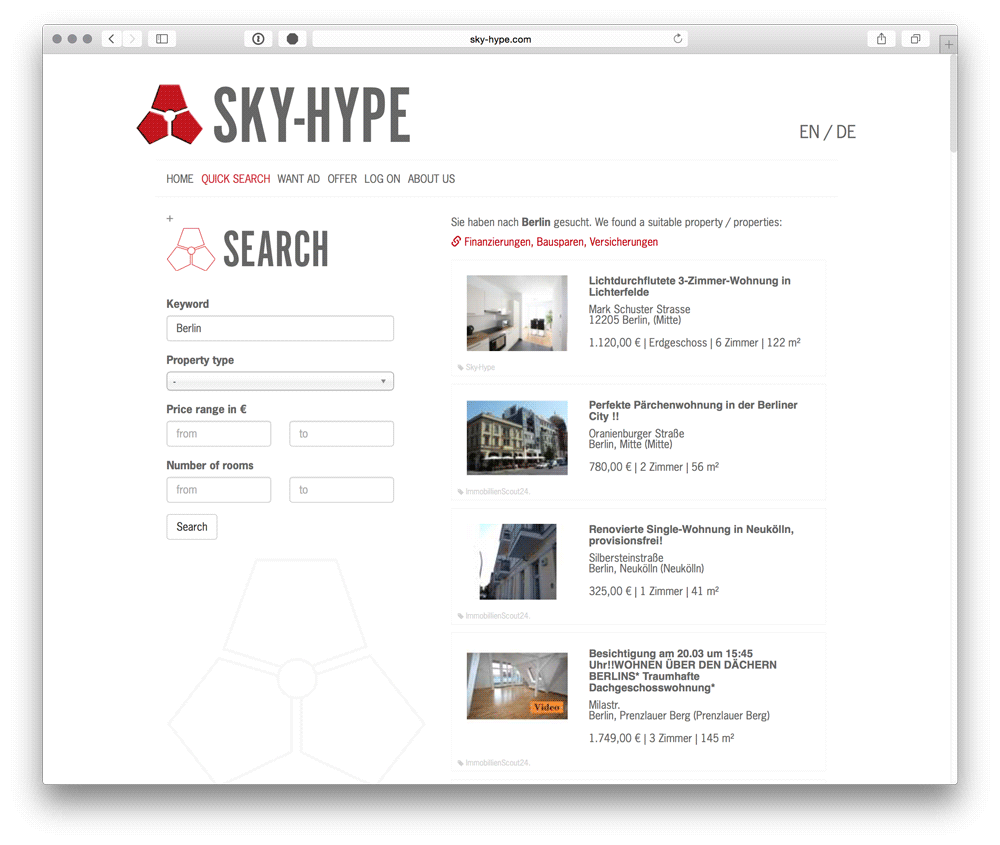 sky-hype.com
SKY-HYPE
EN / DE
HOME QUICK SEARCH WANT AD OFFER LOG ON ABOUT US
SEARCH
Keyword
Berlin
Property type
-
Price range in €
from to
Number of rooms
from to
Search
Sie haben nach Berlin gesucht. We found a suitable property / properties:
Finanzierungen, Bausparen, Versicherungen
Lichtdurchflutete 3-Zimmer-Wohnung in
Lichterfelde
Mark Schuster Strasse
12205 Berlin, (Mitte)
1.120,00 € | Erdgeschoss | 6 Zimmer | 122 m²
Sky-Hype
Perfekte Pärchenwohnung in der Berliner
City !!
Oranienburger Straße
Berlin, Mitte (Mitte)
780,00 € | 2 Zimmer | 56 m²
ImmobilienScout24.
Renovierte Single-Wohnung in Neukölln,
provisionsfrei!
Silbersteinstraße
Berlin, Neukölln (Neukölln)
325,00 € | 1 Zimmer | 41 m²
ImmobilienScout24.
Besichtigung am 20.03 um 15:45
Uhr!!WOHNEN ÜBER DEN DÄCHERN
BERLINS* Traumhafte
Dachgeschosswohnung*
Video
Milastr.
Berlin, Prenzlauer Berg (Prenzlauer Berg)
1.749,00 € | 3 Zimmer | 145 m²
ImmobilienScout24.